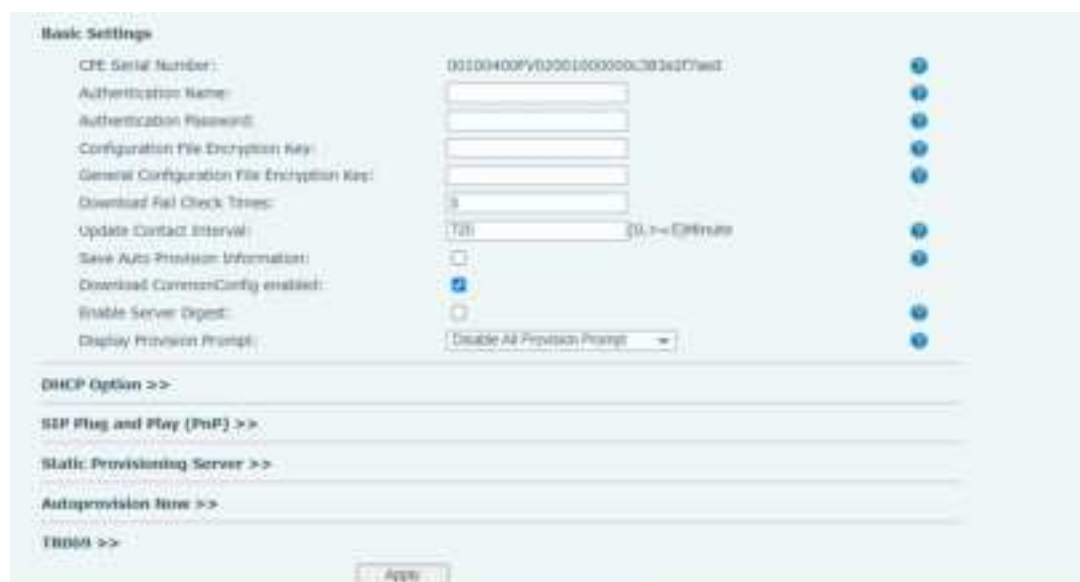 Basic Settings
CPE Serial Number:
Authentication Name:
Authentication Password:
Configuration File Encryption Key:
General Configuration File Encryption Key:
Download Fail Check Times:
Update Contact Interval: 720 Minute
Save Auto Provision Information:
Download CommonConfig enabled:
Enable Server Digest:
Display Provision Prompt: Disable All Provision Prompt
DHCP Option >>
SIP Plug and Play (PnP) >>
Static Provisioning Server >>
Autoprovision Now >>
TR069 >>
Apply